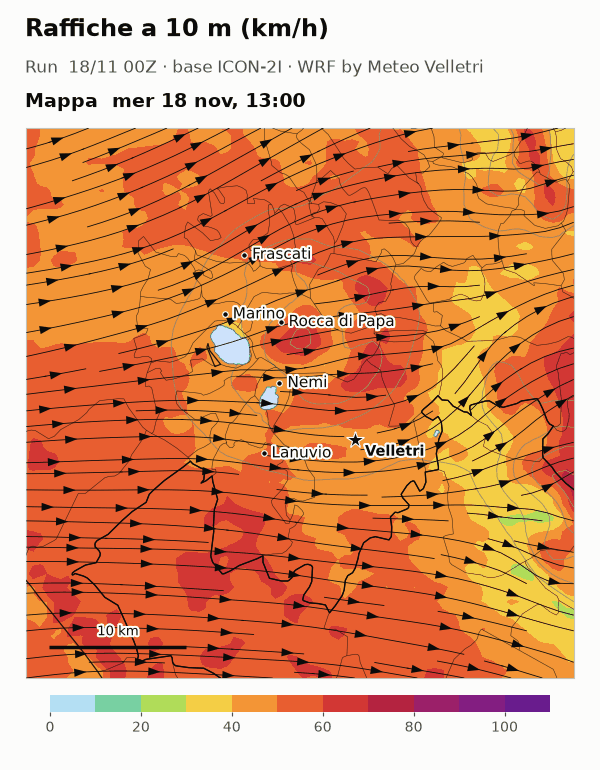 Raffiche a 10 m (km/h)
Run 18/11 00Z · base ICON-2I · WRF by Meteo Velletri
Mappa mer 18 nov, 13:00
Frascati
Marino
Rocca di Papa
Nemi
Velletri
Lanuvio
10 km
0 20 40 60 80 100